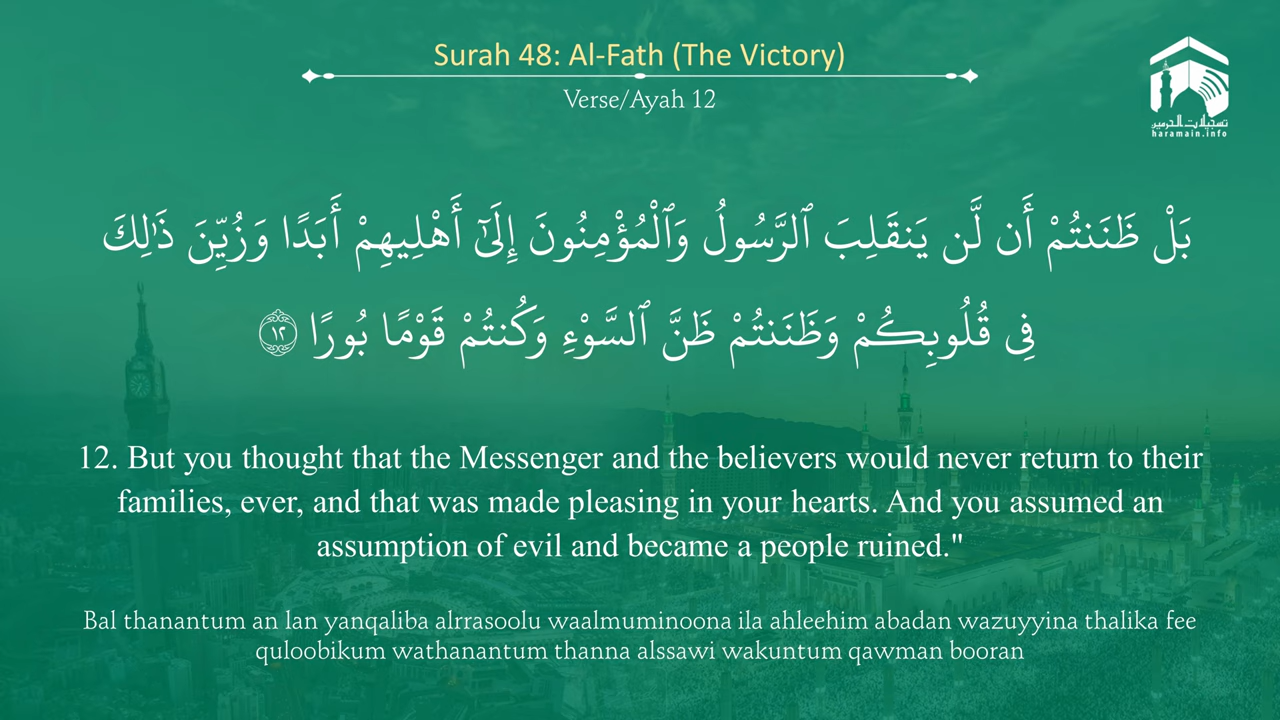 Surah 48: Al-Fath (The Victory)
Verse/Ayah 12
تسجيلات الحرمين
haramain.info
بَلْ ظَنَنتُمْ أَن لَّن يَنقَلِبَ ٱلرَّسُولُ وَٱلْمُؤْمِنُونَ إِلَىٰٓ أَهْلِيهِمْ أَبَدًا وَزُيِّنَ ذَٰلِكَ
فِى قُلُوبِكُمْ وَظَنَنتُمْ ظَنَّ ٱلسَّوْءِ وَكُنتُمْ قَوْمًۢا بُورًا ١٢
12. But you thought that the Messenger and the believers would never return to their
families, ever, and that was made pleasing in your hearts. And you assumed an
assumption of evil and became a people ruined."
Bal thanantum an lan yanqaliba alrrasoolu waalmuminoona ila ahleehim abadan wazuyyina thalika fee
quloobikum wathanantum thanna alssawi wakuntum qawman booran